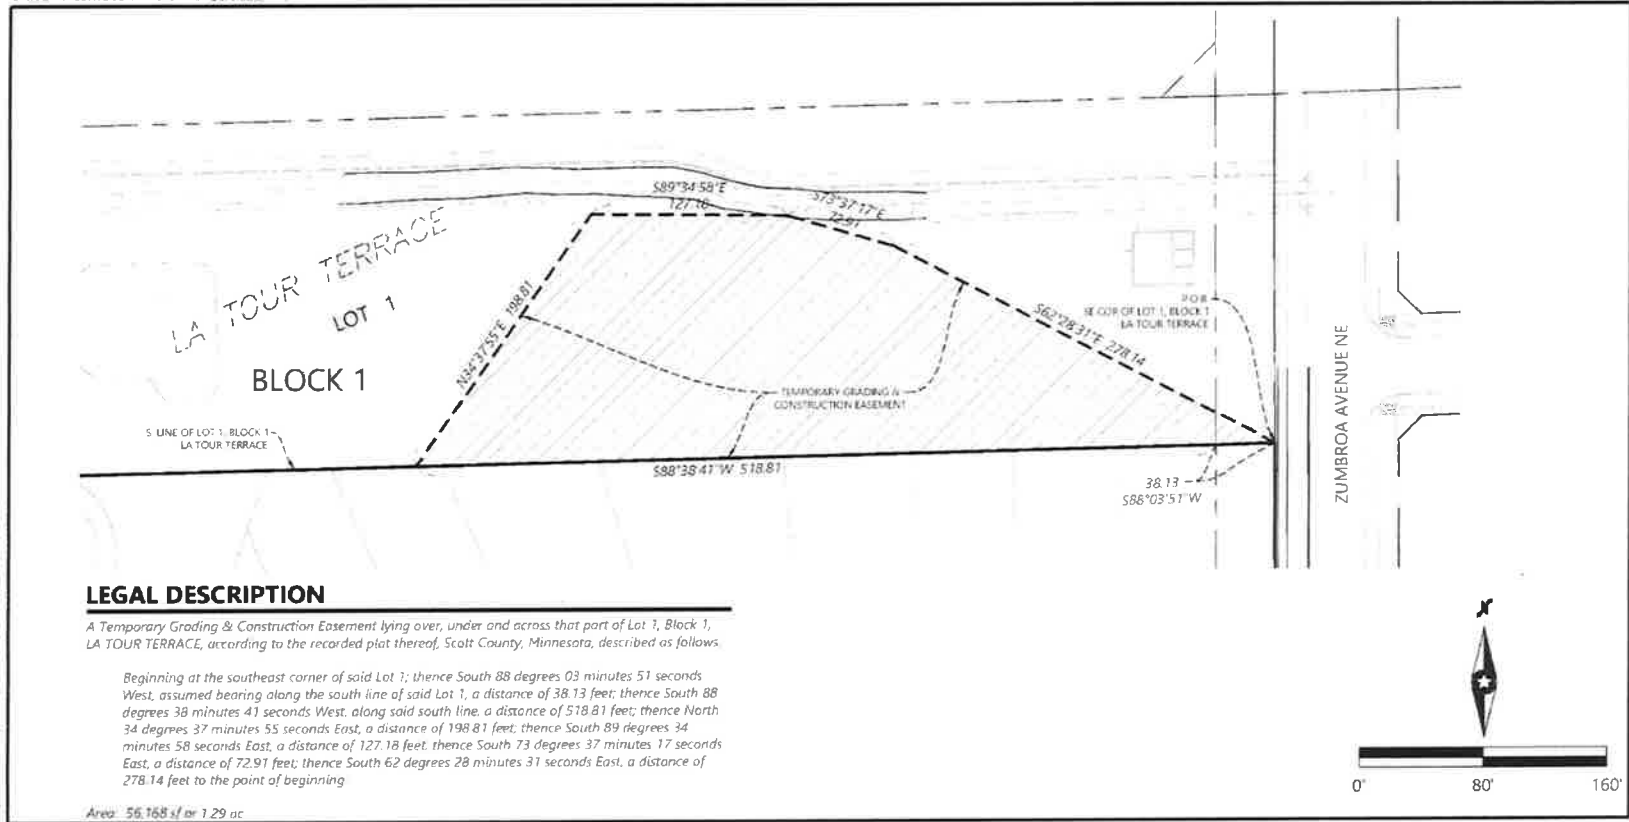 S89°34'58"E
127.18
S73°37'17"E
72.91
LA TOUR TERRACE
LOT 1
BLOCK 1
N34°37'55"E 198.81
S62°28'31"E 278.14
P.O.B.
SE COR OF LOT 1, BLOCK 1
LA TOUR TERRACE
TEMPORARY GRADING &
CONSTRUCTION EASEMENT
S. LINE OF LOT 1, BLOCK 1
LA TOUR TERRACE
S88°38'41"W 518.81
38.13
S88°03'51"W
ZUMBROA AVENUE NE
LEGAL DESCRIPTION
A Temporary Grading & Construction Easement lying over, under and across that part of Lot 1, Block 1,
LA TOUR TERRACE, according to the recorded plat thereof, Scott County, Minnesota, described as follows
Beginning at the southeast corner of said Lot 1; thence South 88 degrees 03 minutes 51 seconds
West, assumed bearing along the south line of said Lot 1, a distance of 38.13 feet; thence South 88
degrees 38 minutes 41 seconds West, along said south line, a distance of 518.81 feet; thence North
34 degrees 37 minutes 55 seconds East, a distance of 198.81 feet; thence South 89 degrees 34
minutes 58 seconds East, a distance of 127.18 feet. thence South 73 degrees 37 minutes 17 seconds
East, a distance of 72.91 feet; thence South 62 degrees 28 minutes 31 seconds East, a distance of
278.14 feet to the point of beginning
Area: 56,168 sf or 1.29 ac
N
0' 80' 160'